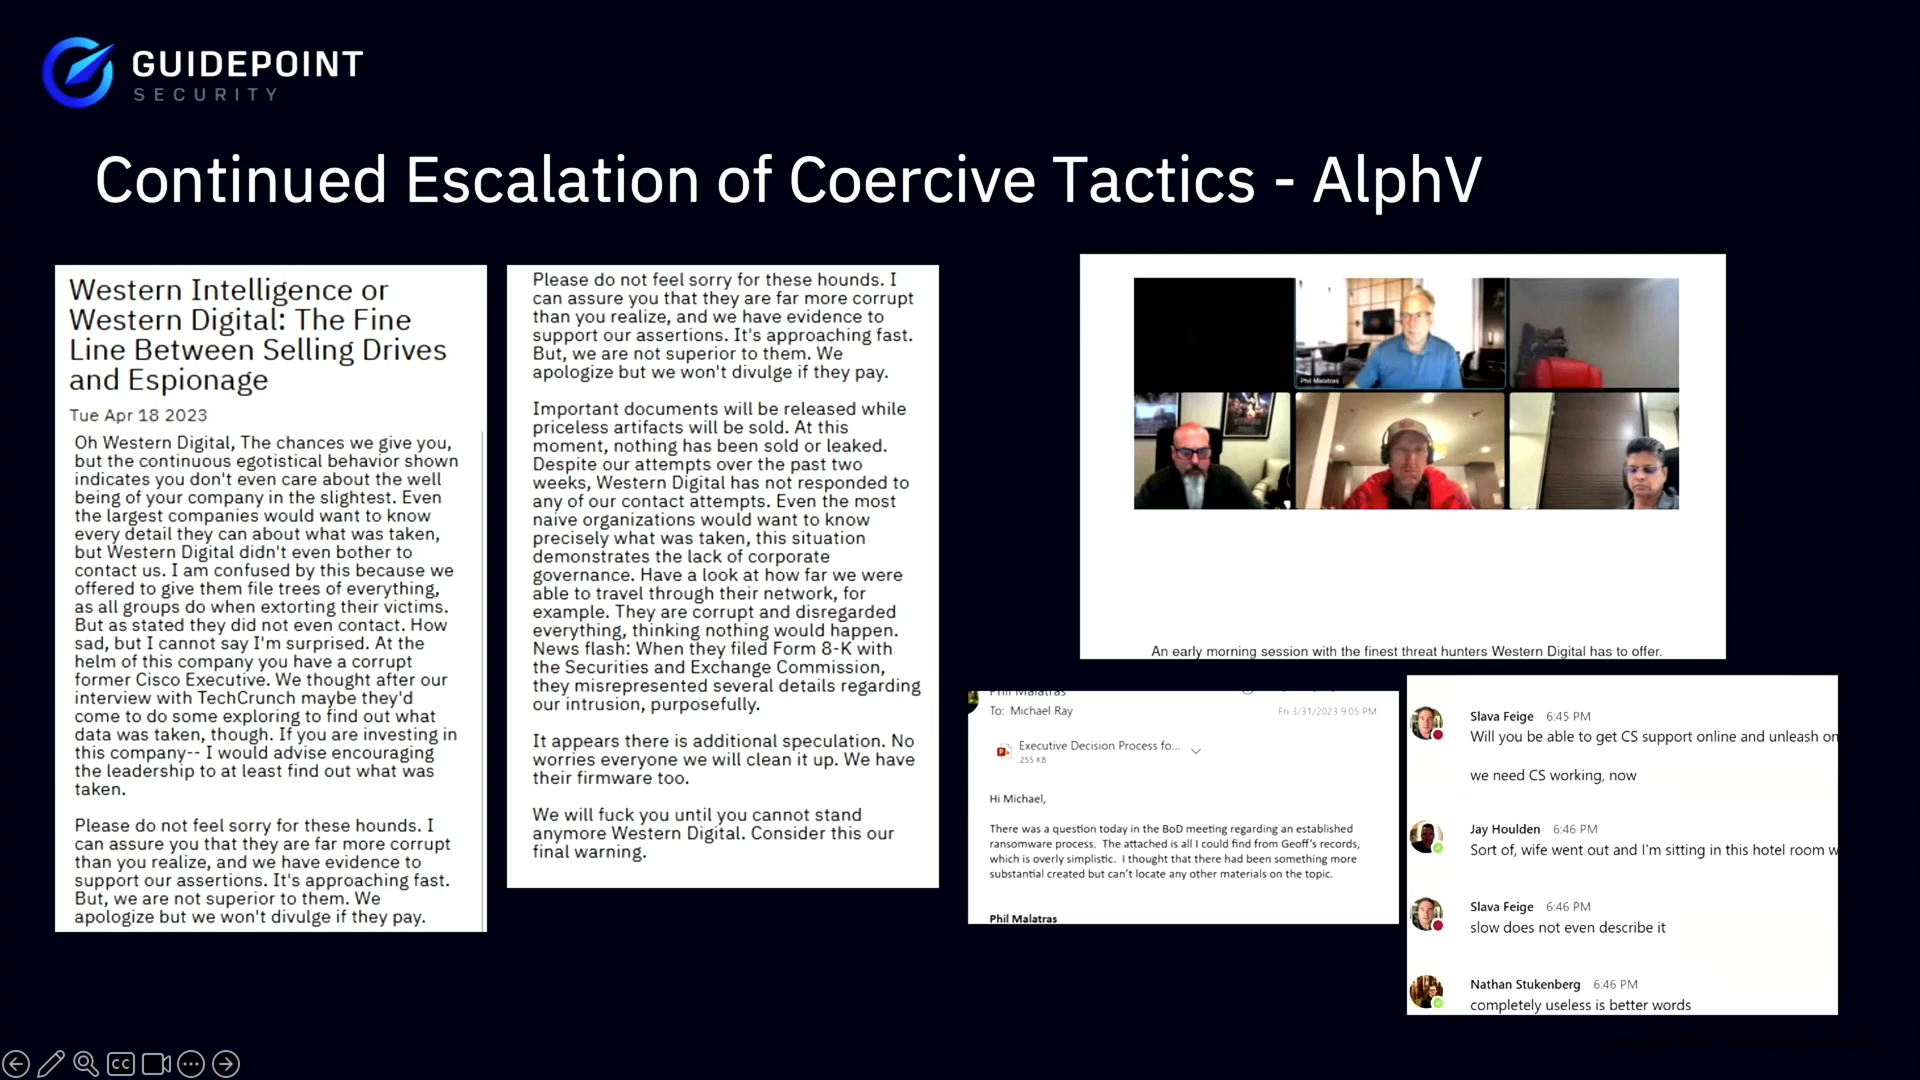 GUIDEPOINT
SECURITY
Continued Escalation of Coercive Tactics - AlphV
Western Intelligence or
Western Digital: The Fine
Line Between Selling Drives
and Espionage
Tue Apr 18 2023
Oh Western Digital, The chances we give you,
but the continuous egotistical behavior shown
indicates you don't even care about the well
being of your company in the slightest. Even
the largest companies would want to know
every detail they can about what was taken,
but Western Digital didn't even bother to
contact us. I am confused by this because we
offered to give them file trees of everything,
as all groups do when extorting their victims.
But as stated they did not even contact. How
sad, but I cannot say I'm surprised. At the
helm of this company you have a corrupt
former Cisco Executive. We thought after our
interview with TechCrunch maybe they'd
come to do some exploring to find out what
data was taken, though. If you are investing in
this company-- I would advise encouraging
the leadership to at least find out what was
taken.
Please do not feel sorry for these hounds. I
can assure you that they are far more corrupt
than you realize, and we have evidence to
support our assertions. It's approaching fast.
But, we are not superior to them. We
apologize but we won't divulge if they pay.
Please do not feel sorry for these hounds. I
can assure you that they are far more corrupt
than you realize, and we have evidence to
support our assertions. It's approaching fast.
But, we are not superior to them. We
apologize but we won't divulge if they pay.
Important documents will be released while
priceless artifacts will be sold. At this
moment, nothing has been sold or leaked.
Despite our attempts over the past two
weeks, Western Digital has not responded to
any of our contact attempts. Even the most
naive organizations would want to know
precisely what was taken, this situation
demonstrates the lack of corporate
governance. Have a look at how far we were
able to travel through their network, for
example. They are corrupt and disregarded
everything, thinking nothing would happen.
News flash: When they filed Form 8-K with
the Securities and Exchange Commission,
they misrepresented several details regarding
our intrusion, purposefully.
It appears there is additional speculation. No
worries everyone we will clean it up. We have
their firmware too.
We will fuck you until you cannot stand
anymore Western Digital. Consider this our
final warning.
Phil Malatras
An early morning session with the finest threat hunters Western Digital has to offer.
Phil Malatras
To: Michael Ray
Fri 3/31/2023 9:05 PM
Executive Decision Process fo...
255 KB
Hi Michael,
There was a question today in the BoD meeting regarding an established
ransomware process. The attached is all I could find from Geoff's records,
which is overly simplistic. I thought that there had been something more
substantial created but can't locate any other materials on the topic.
Phil Malatras
Slava Feige 6:45 PM
Will you be able to get CS support online and unleash on
we need CS working, now
Jay Houlden 6:46 PM
Sort of, wife went out and I'm sitting in this hotel room w
Slava Feige 6:46 PM
slow does not even describe it
Nathan Stukenberg 6:46 PM
completely useless is better words
CC